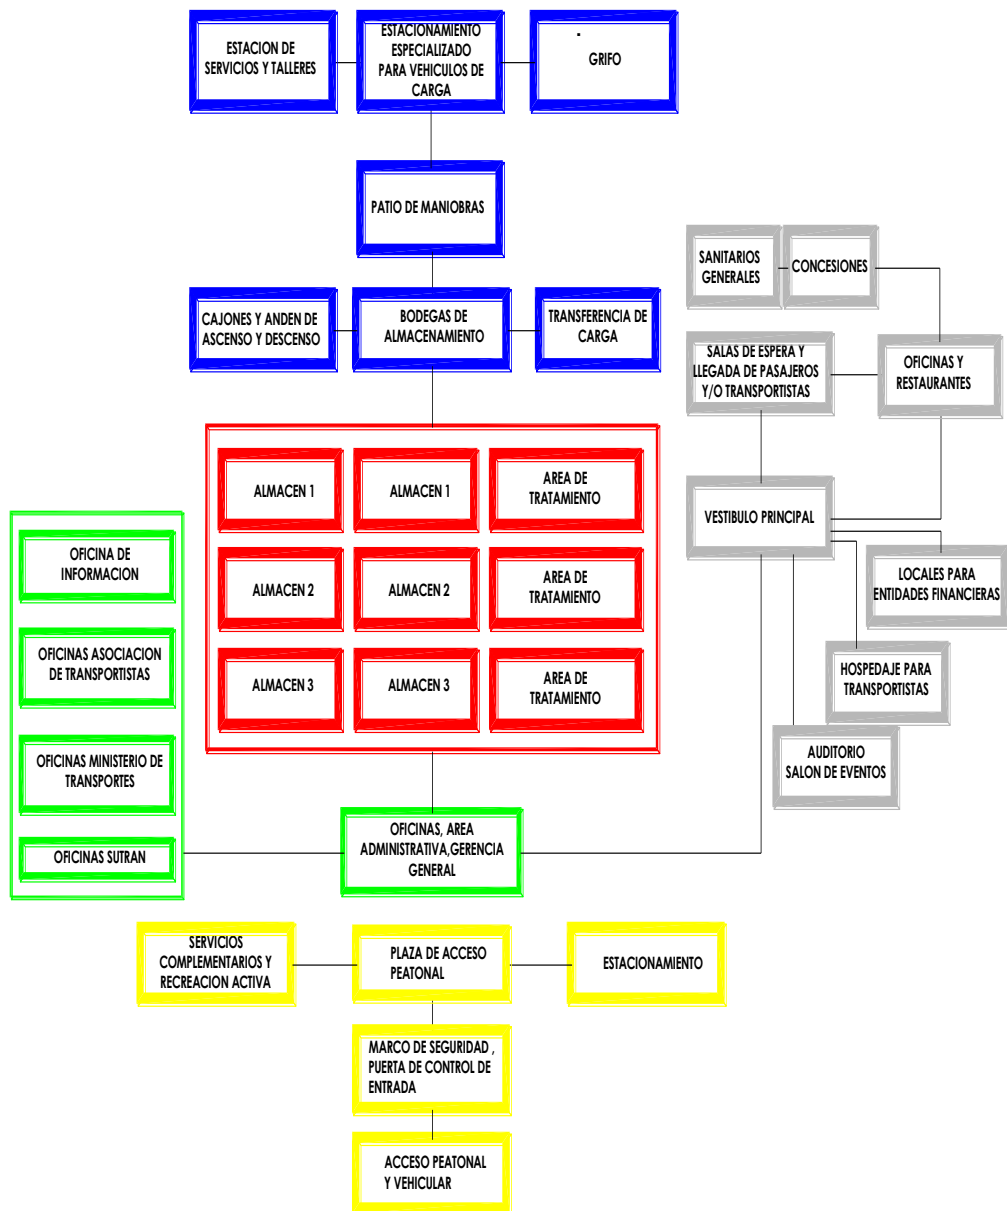 ESTACION DE
SERVICIOS Y TALLERES
ESTACIONAMIENTO
ESPECIALIZADO
PARA VEHICULOS DE
CARGA
GRIFO
PATIO DE MANIOBRAS
CAJONES Y ANDEN DE
ASCENSO Y DESCENSO
BODEGAS DE
ALMACENAMIENTO
TRANSFERENCIA DE
CARGA
SANITARIOS
GENERALES
CONCESIONES
SALAS DE ESPERA Y
LLEGADA DE PASAJEROS
Y/O TRANSPORTISTAS
OFICINAS Y
RESTAURANTES
VESTIBULO PRINCIPAL
LOCALES PARA
ENTIDADES FINANCIERAS
HOSPEDAJE PARA
TRANSPORTISTAS
AUDITORIO
SALON DE EVENTOS
ALMACEN 1
ALMACEN 1
AREA DE
TRATAMIENTO
ALMACEN 2
ALMACEN 2
AREA DE
TRATAMIENTO
ALMACEN 3
ALMACEN 3
AREA DE
TRATAMIENTO
OFICINA DE
INFORMACION
OFICINAS ASOCIACION
DE TRANSPORTISTAS
OFICINAS MINISTERIO DE
TRANSPORTES
OFICINAS SUTRAN
OFICINAS, AREA
ADMINISTRATIVA,GERENCIA
GENERAL
SERVICIOS
COMPLEMENTARIOS Y
RECREACION ACTIVA
PLAZA DE ACCESO
PEATONAL
ESTACIONAMIENTO
MARCO DE SEGURIDAD ,
PUERTA DE CONTROL DE
ENTRADA
ACCESO PEATONAL
Y VEHICULAR